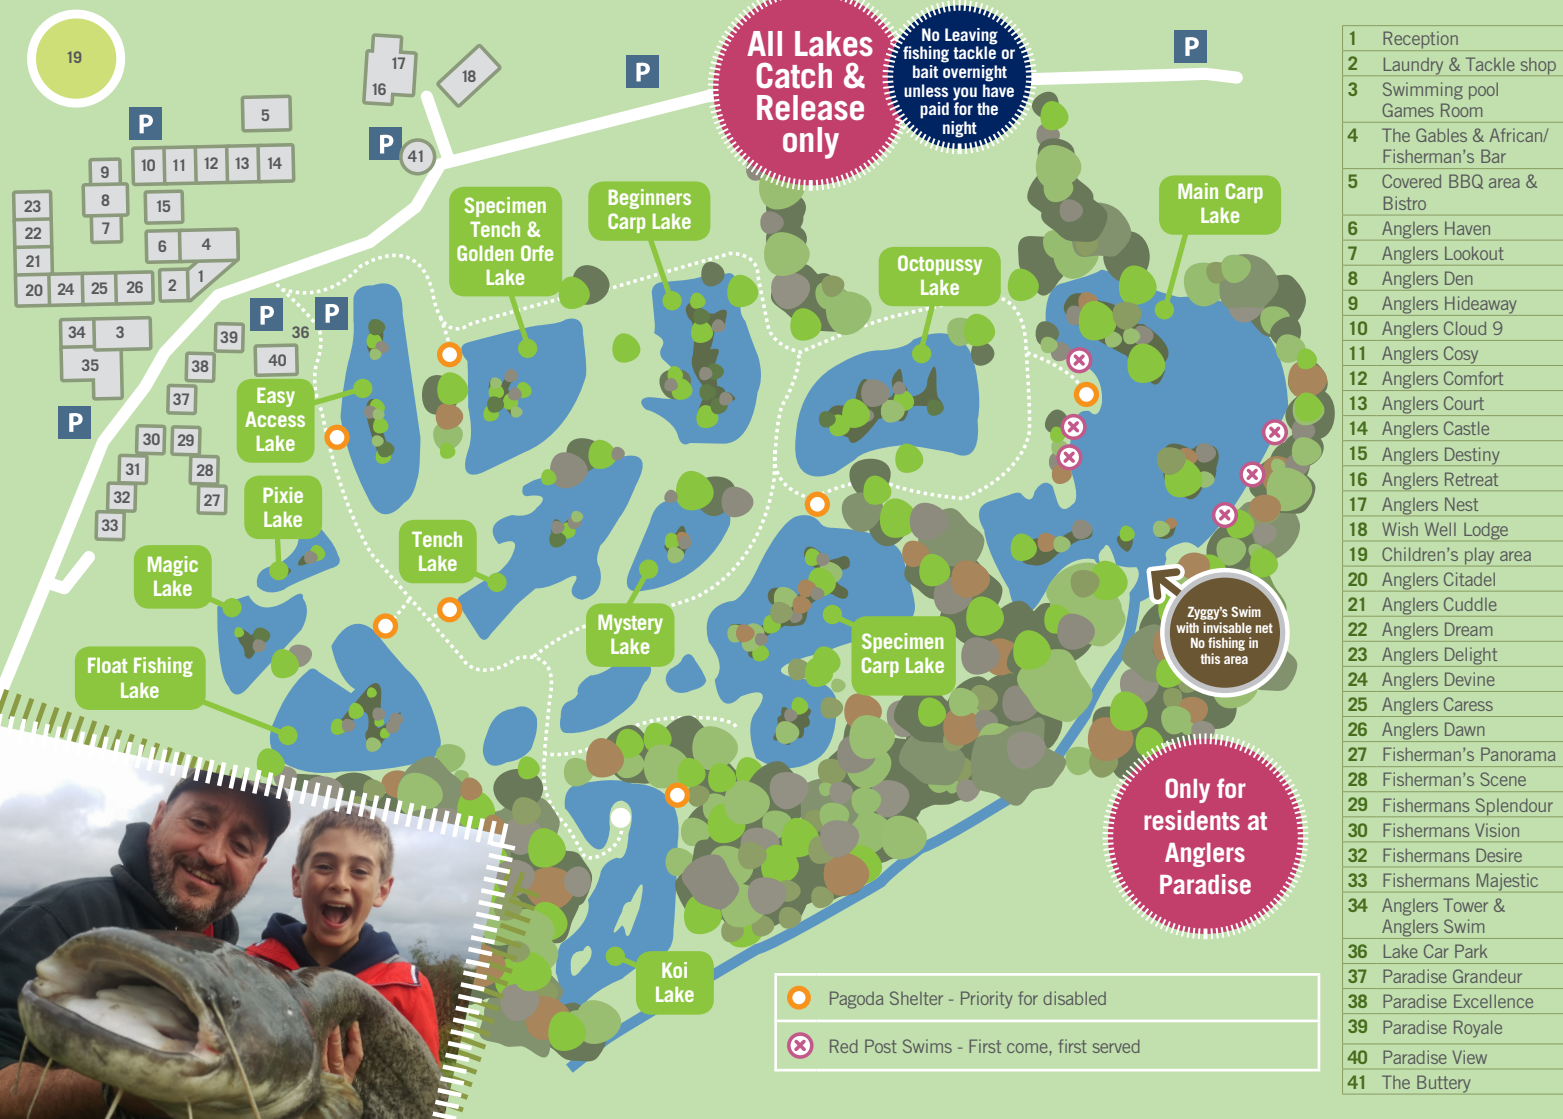 All Lakes
Catch &
Release
only
No Leaving
fishing tackle or
bait overnight
unless you have
paid for the
night
P
P
P
P
P
P
P
19
17
16
18
5
41
9
10
11
12
13
14
8
7
15
23
22
21
20
24
25
26
6
4
2
1
34
3
35
39
36
40
38
37
30
29
31
28
32
27
33
Specimen
Tench &
Golden Orfe
Lake
Beginners
Carp Lake
Octopussy
Lake
Main Carp
Lake
Easy
Access
Lake
Pixie
Lake
Magic
Lake
Tench
Lake
Mystery
Lake
Specimen
Carp Lake
Float Fishing
Lake
Koi
Lake
Zyggy's Swim
with invisable net
No fishing in
this area
Only for
residents at
Anglers
Paradise
Pagoda Shelter - Priority for disabled
Red Post Swims - First come, first served
1 Reception
2 Laundry & Tackle shop
3 Swimming pool
Games Room
4 The Gables & African/
Fisherman's Bar
5 Covered BBQ area &
Bistro
6 Anglers Haven
7 Anglers Lookout
8 Anglers Den
9 Anglers Hideaway
10 Anglers Cloud 9
11 Anglers Cosy
12 Anglers Comfort
13 Anglers Court
14 Anglers Castle
15 Anglers Destiny
16 Anglers Retreat
17 Anglers Nest
18 Wish Well Lodge
19 Children's play area
20 Anglers Citadel
21 Anglers Cuddle
22 Anglers Dream
23 Anglers Delight
24 Anglers Devine
25 Anglers Caress
26 Anglers Dawn
27 Fisherman's Panorama
28 Fisherman's Scene
29 Fishermans Splendour
30 Fishermans Vision
32 Fishermans Desire
33 Fishermans Majestic
34 Anglers Tower &
Anglers Swim
36 Lake Car Park
37 Paradise Grandeur
38 Paradise Excellence
39 Paradise Royale
40 Paradise View
41 The Buttery